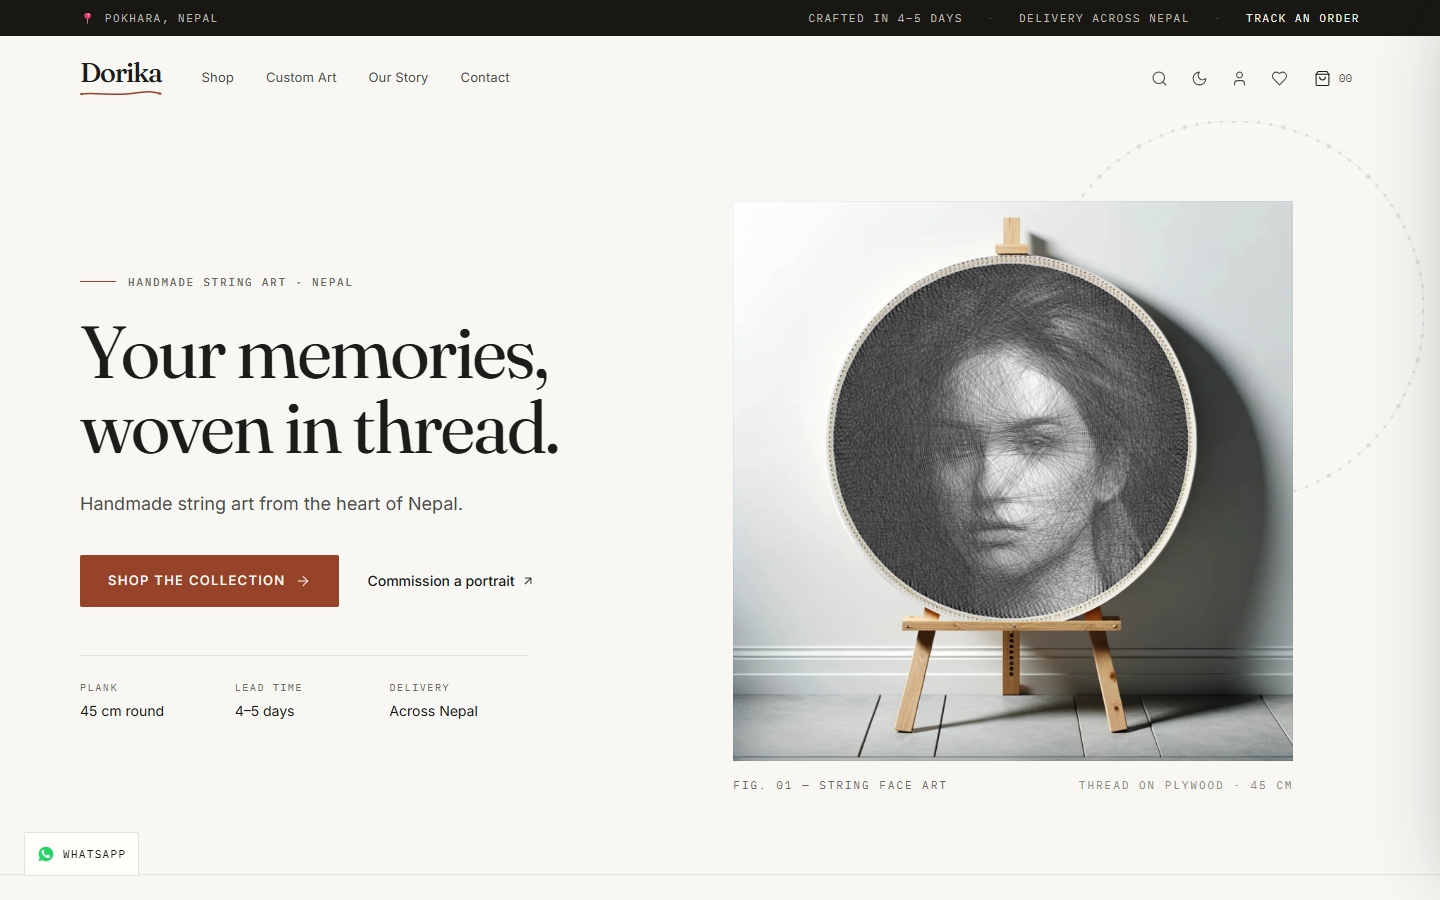 📍 POKHARA, NEPAL
CRAFTED IN 4–5 DAYS · DELIVERY ACROSS NEPAL · TRACK AN ORDER
Dorika
Shop Custom Art Our Story Contact
00
HANDMADE STRING ART · NEPAL
Your memories,
woven in thread.
Handmade string art from the heart of Nepal.
SHOP THE COLLECTION →
Commission a portrait ↗
PLANK LEAD TIME DELIVERY
45 cm round 4–5 days Across Nepal
FIG. 01 — STRING FACE ART
THREAD ON PLYWOOD · 45 CM
WHATSAPP